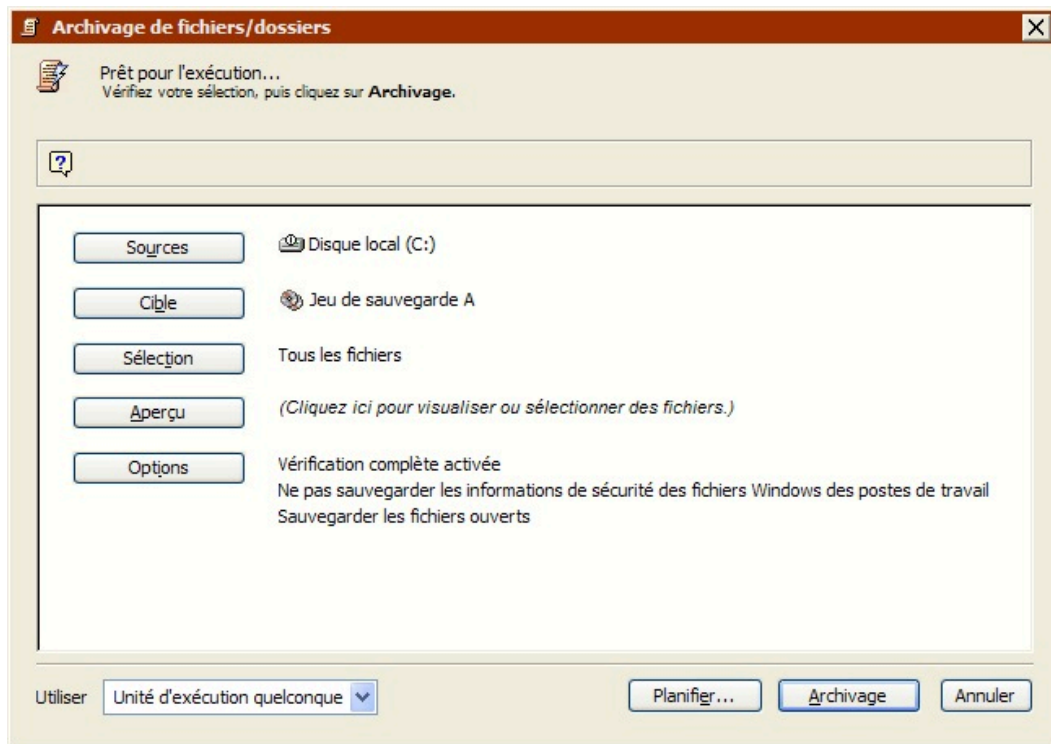 Archivage de fichiers/dossiers
Prêt pour l'exécution...
Vérifiez votre sélection, puis cliquez sur Archivage.
Sources
Disque local (C:)
Cible
Jeu de sauvegarde A
Sélection
Tous les fichiers
Aperçu
(Cliquez ici pour visualiser ou sélectionner des fichiers.)
Options
Vérification complète activée
Ne pas sauvegarder les informations de sécurité des fichiers Windows des postes de travail
Sauvegarder les fichiers ouverts
Utiliser
Unité d'exécution quelconque
Planifier...
Archivage
Annuler